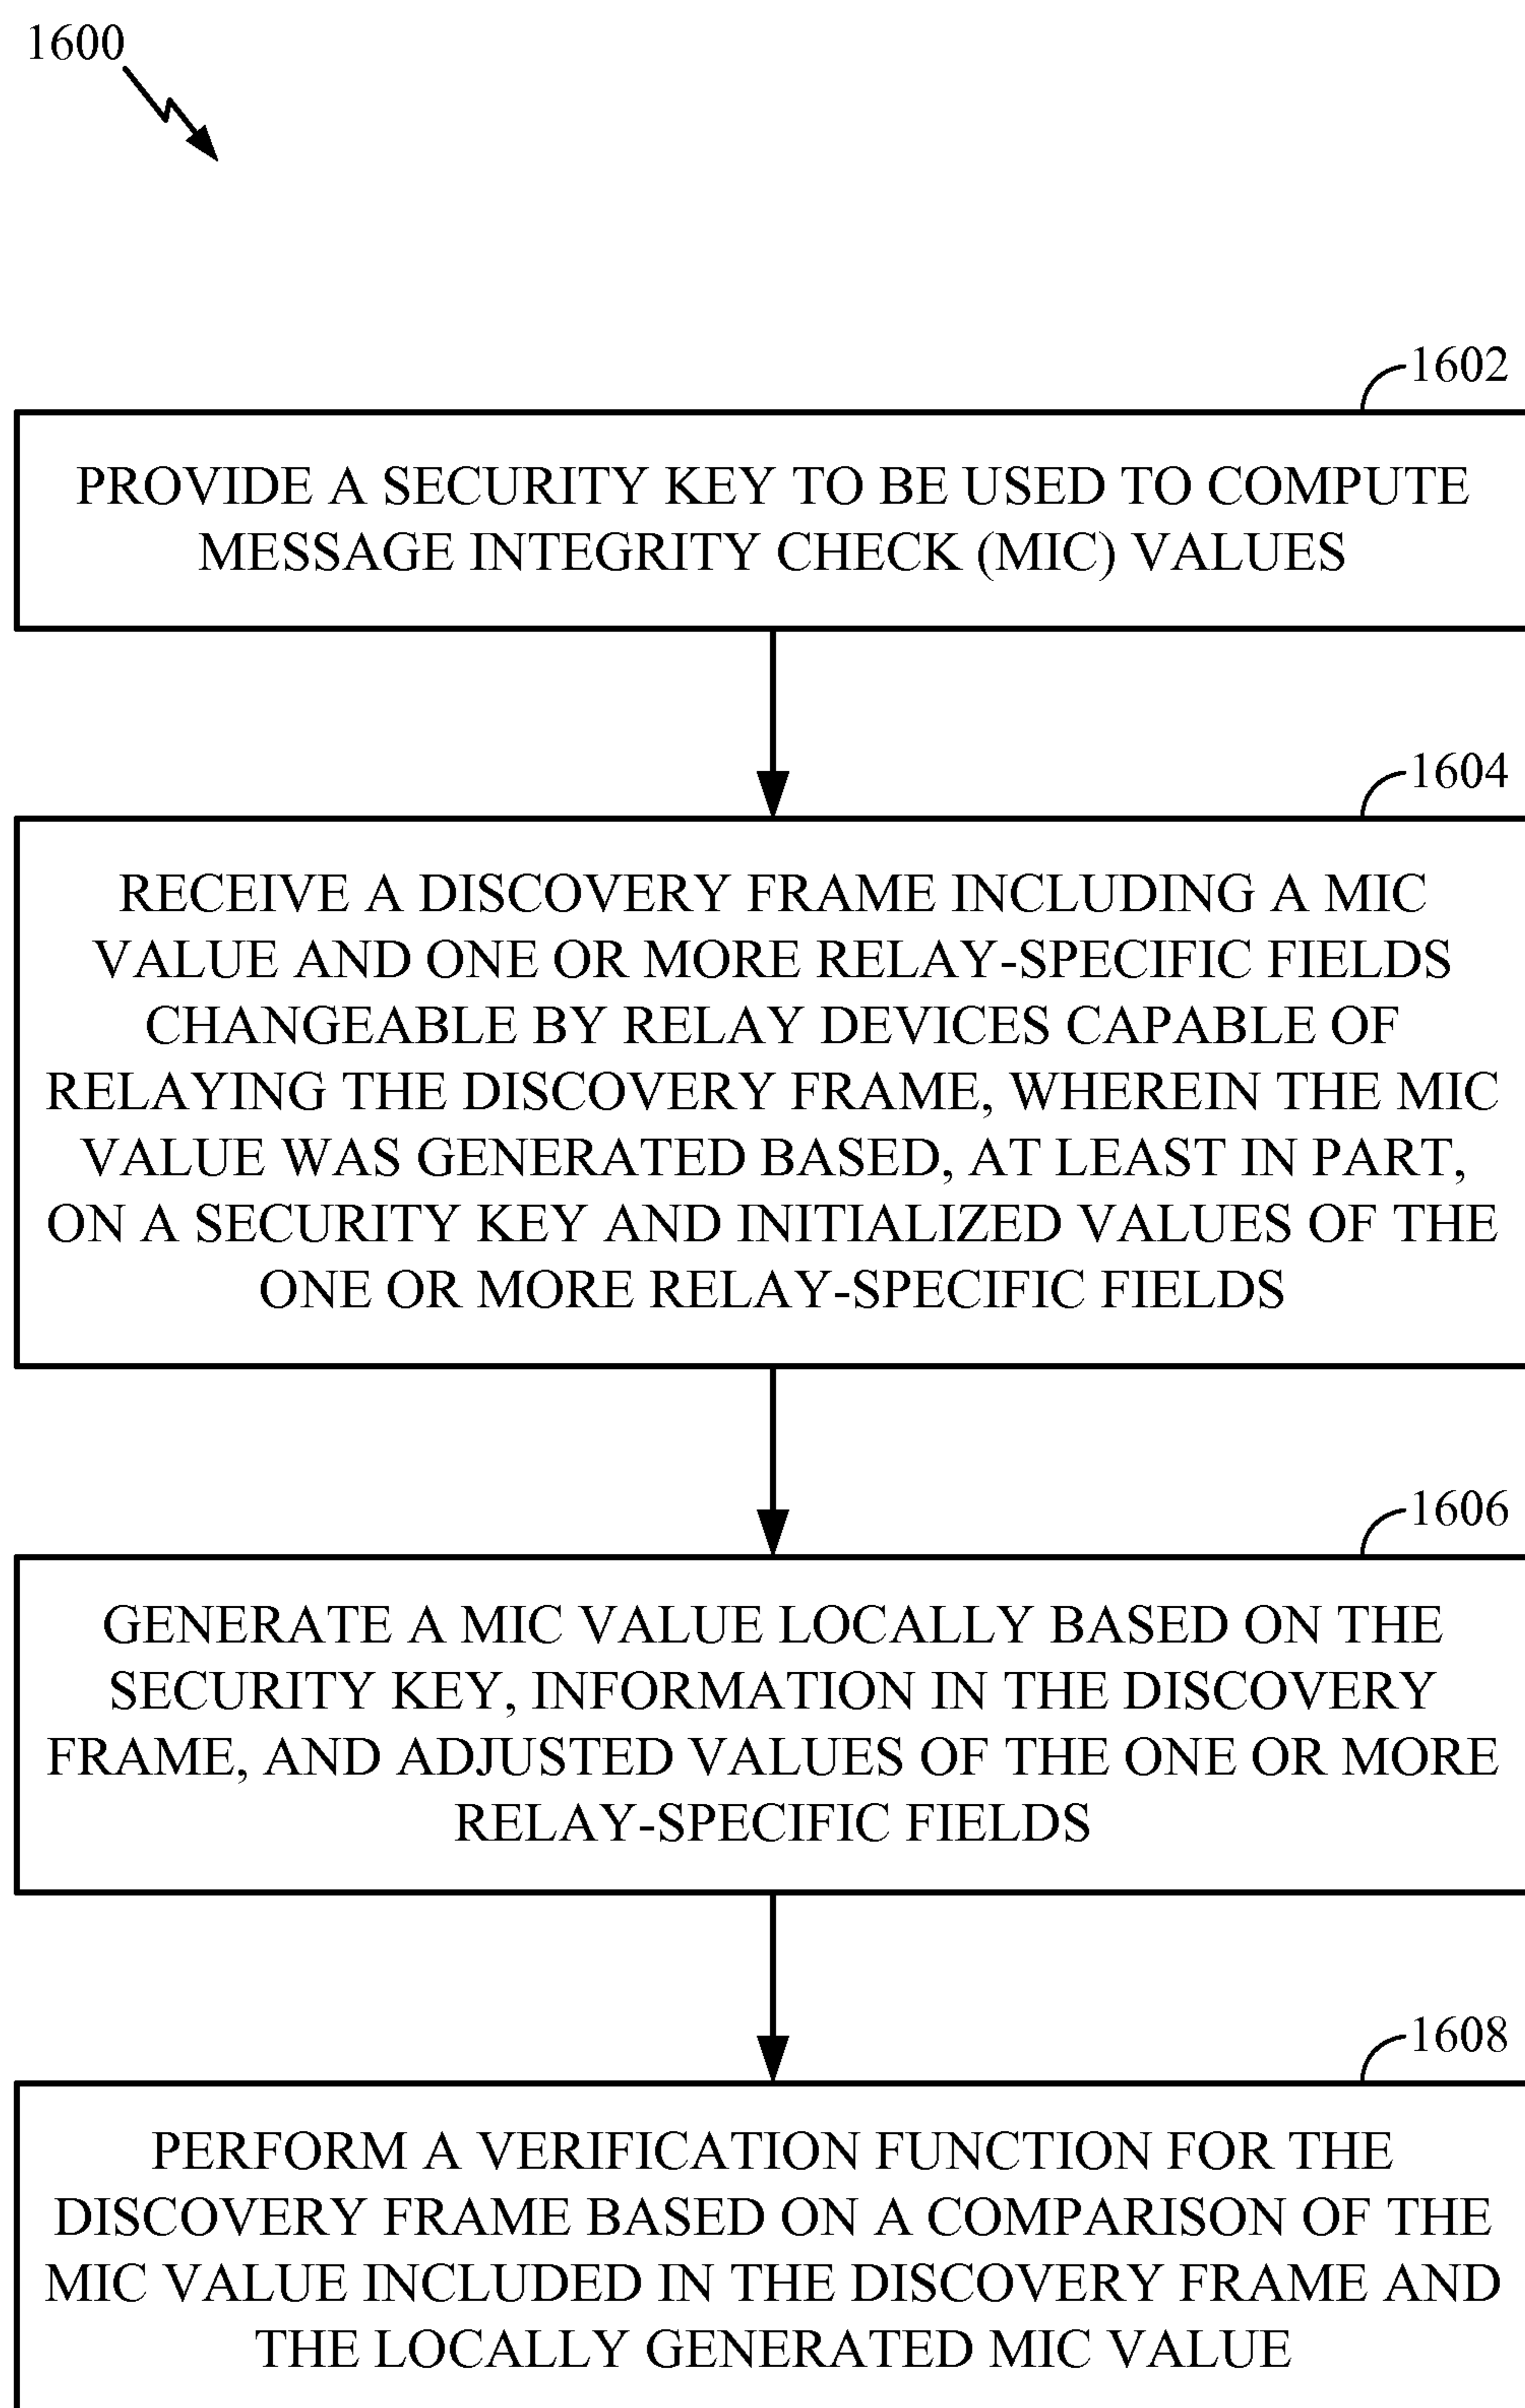 1600
1602
PROVIDE A SECURITY KEY TO BE USED TO COMPUTE
MESSAGE INTEGRITY CHECK (MIC) VALUES
1604
RECEIVE A DISCOVERY FRAME INCLUDING A MIC
VALUE AND ONE OR MORE RELAY-SPECIFIC FIELDS
CHANGEABLE BY RELAY DEVICES CAPABLE OF
RELAYING THE DISCOVERY FRAME, WHEREIN THE MIC
VALUE WAS GENERATED BASED, AT LEAST IN PART,
ON A SECURITY KEY AND INITIALIZED VALUES OF THE
ONE OR MORE RELAY-SPECIFIC FIELDS
1606
GENERATE A MIC VALUE LOCALLY BASED ON THE
SECURITY KEY, INFORMATION IN THE DISCOVERY
FRAME, AND ADJUSTED VALUES OF THE ONE OR MORE
RELAY-SPECIFIC FIELDS
1608
PERFORM A VERIFICATION FUNCTION FOR THE
DISCOVERY FRAME BASED ON A COMPARISON OF THE
MIC VALUE INCLUDED IN THE DISCOVERY FRAME AND
THE LOCALLY GENERATED MIC VALUE